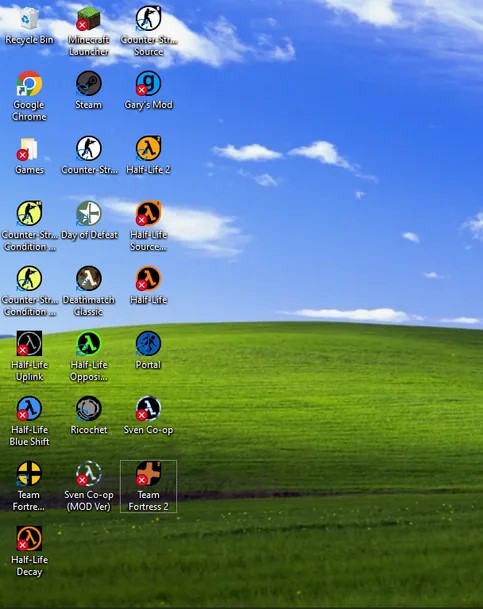 Recycle Bin
Minecraft
Launcher
Counter-Str...
Source
Google
Chrome
Steam
Gary's Mod
Games
Counter-Str...
Half-Life 2
Counter-Str...
Condition ...
Day of Defeat
Half-Life
Source...
Counter-Str...
Condition ...
Deathmatch
Classic
Half-Life
Half-Life
Uplink
Half-Life
Opposi...
Portal
Half-Life
Blue Shift
Ricochet
Sven Co-op
Team
Fortre...
Sven Co-op
(MOD Ver)
Team
Fortress 2
Half-Life
Decay